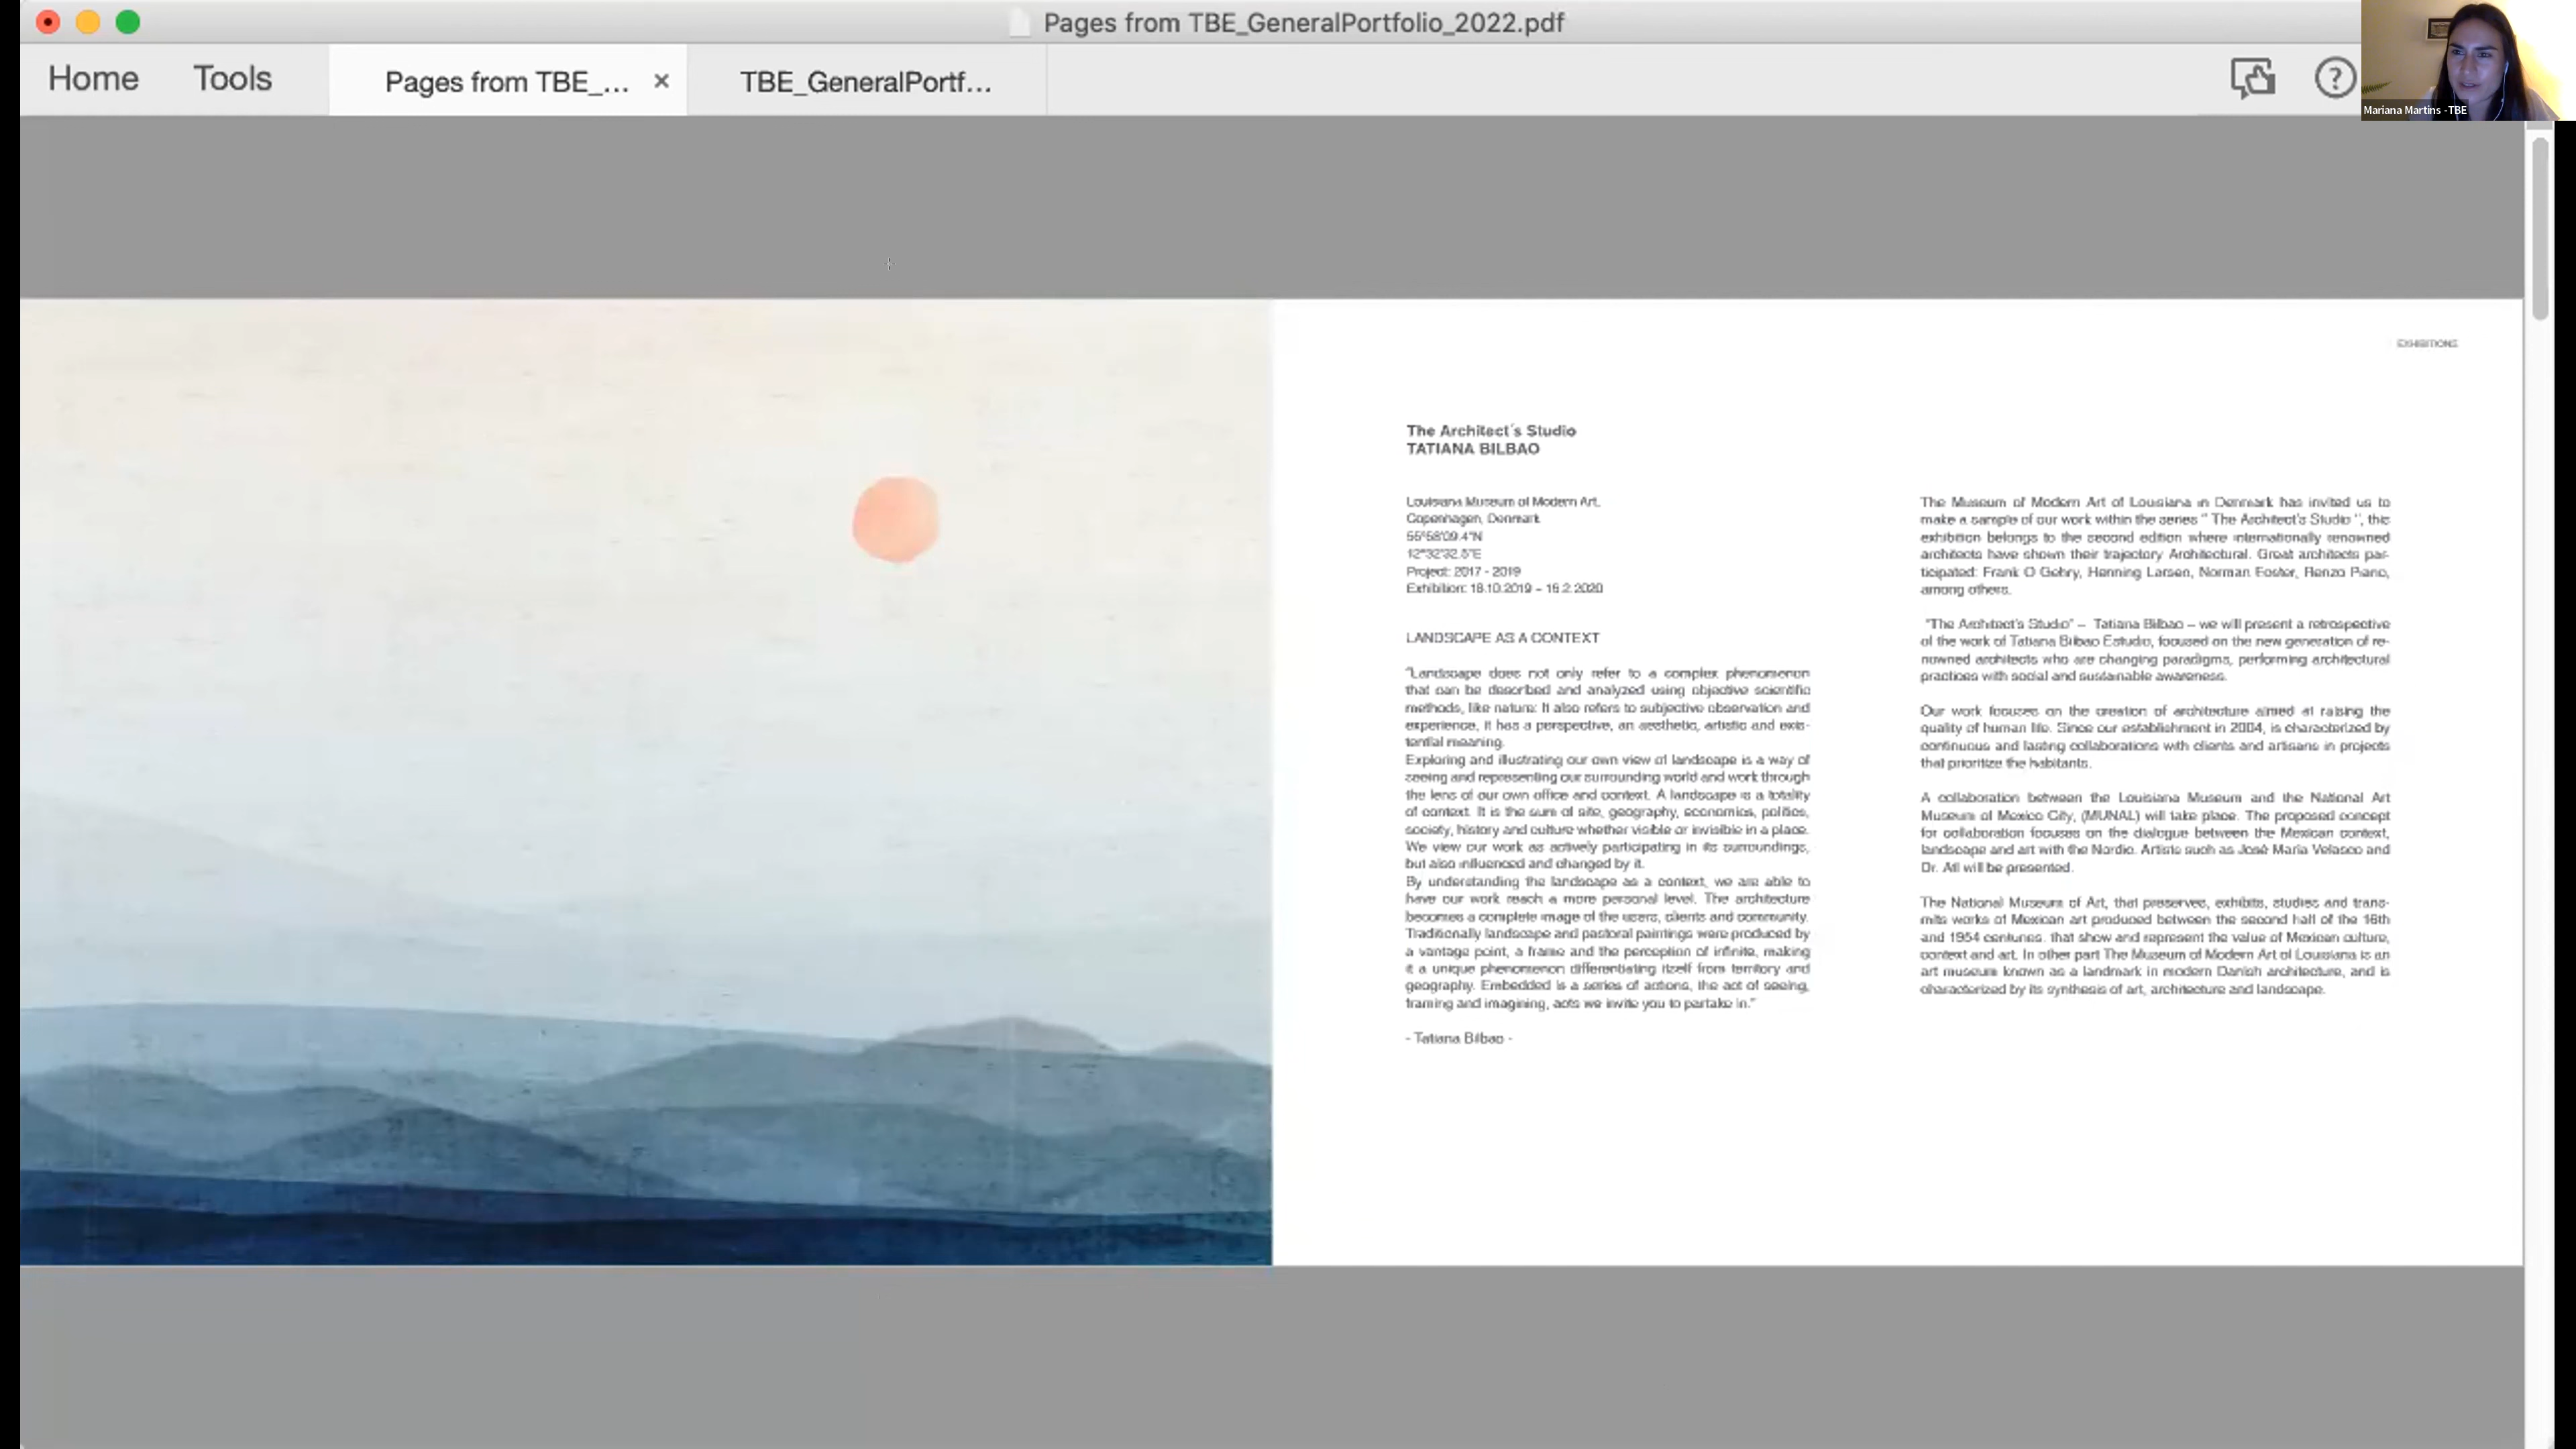 Pages from TBE_GeneralPortfolio_2022.pdf
Home
Tools
Pages from TBE_...
×
TBE_GeneralPortf...
?
Mariana Martins -TBE
EXHIBITIONS
The Architect´s Studio
TATIANA BILBAO
Louisiana Museum of Modern Art.
Copenhagen, Denmark
55°58'09.4"N
12°32'32.5"E
Project: 2017 - 2019
Exhibition: 18.10.2019 – 16.2.2020
LANDSCAPE AS A CONTEXT
"Landscape does not only refer to a complex phenomenon
that can be described and analyzed using objective scientific
methods, like nature: It also refers to subjective observation and
experience, it has a perspective, an aesthetic, artistic and exis-
tential meaning.
Exploring and illustrating our own view of landscape is a way of
seeing and representing our surrounding world and work through
the lens of our own office and context. A landscape is a totality
of context. It is the sum of site, geography, economics, politics,
society, history and culture whether visible or invisible in a place.
We view our work as actively participating in its surroundings,
but also influenced and changed by it.
By understanding the landscape as a context, we are able to
have our work reach a more personal level. The architecture
becomes a complete image of the users, clients and community.
Traditionally landscape and pastoral paintings were produced by
a vantage point, a frame and the perception of infinite, making
it a unique phenomenon differentiating itself from territory and
geography. Embedded is a series of actions, the act of seeing,
framing and imagining, acts we invite you to partake in."
- Tatiana Bilbao -
The Museum of Modern Art of Lousiana in Denmark has invited us to
make a sample of our work within the series " The Architect's Studio ", this
exhibition belongs to the second edition where internationally renowned
architects have shown their trajectory Architectural. Great architects par-
ticipated: Frank O Gehry, Henning Larsen, Norman Foster, Renzo Piano,
among others.
"The Architect's Studio" – Tatiana Bilbao – we will present a retrospective
of the work of Tatiana Bilbao Estudio, focused on the new generation of re-
nowned architects who are changing paradigms, performing architectural
practices with social and sustainable awareness.
Our work focuses on the creation of architecture aimed at raising the
quality of human life. Since our establishment in 2004, is characterized by
continuous and lasting collaborations with clients and artisans in projects
that prioritize the habitants.
A collaboration between the Louisiana Museum and the National Art
Museum of Mexico City, (MUNAL) will take place. The proposed concept
for collaboration focuses on the dialogue between the Mexican context,
landscape and art with the Nordic. Artists such as José María Velasco and
Dr. Atl will be presented.
The National Museum of Art, that preserves, exhibits, studies and trans-
mits works of Mexican art produced between the second half of the 16th
and 1954 centuries. that show and represent the value of Mexican culture,
context and art. In other part The Museum of Modern Art of Louisiana is an
art museum known as a landmark in modern Danish architecture, and is
characterized by its synthesis of art, architecture and landscape.